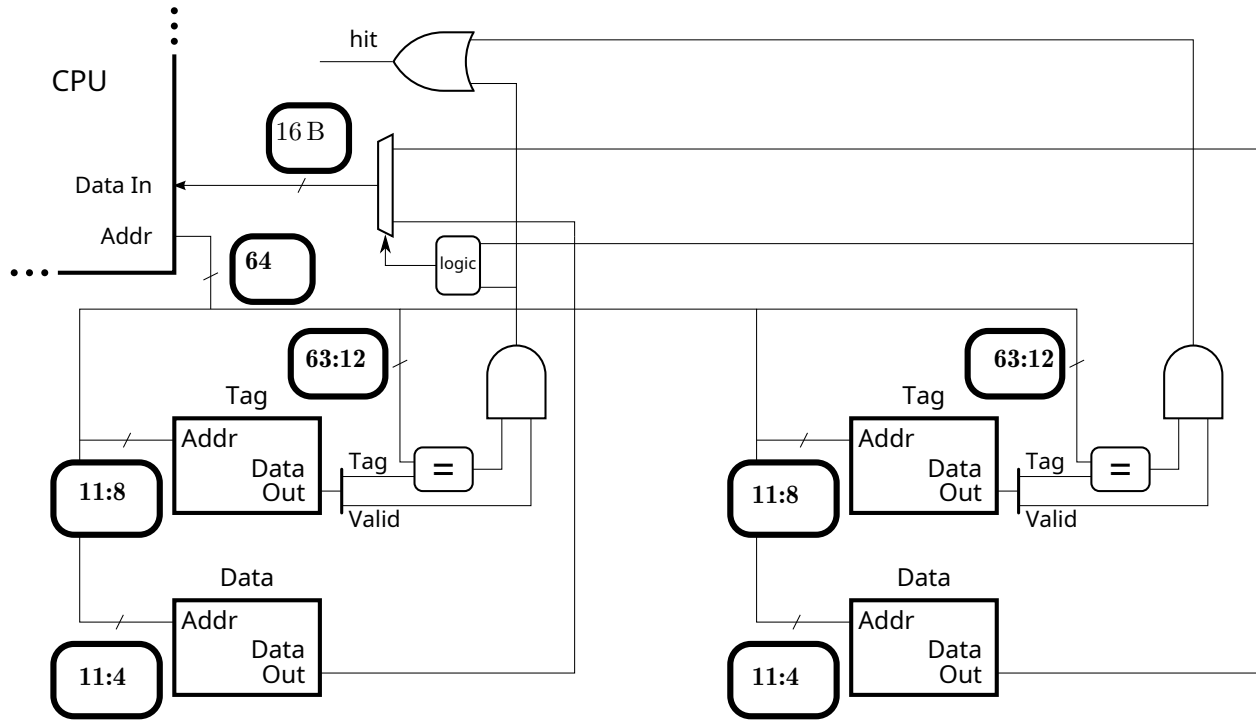 hit
CPU
16 B
Data In
Addr
64
logic
63:12
63:12
Tag
Tag
Addr
Data
Out
Tag
=
Valid
Addr
Data
Out
Tag
=
Valid
11:8
11:8
Data
Data
Addr
Data
Out
Addr
Data
Out
11:4
11:4